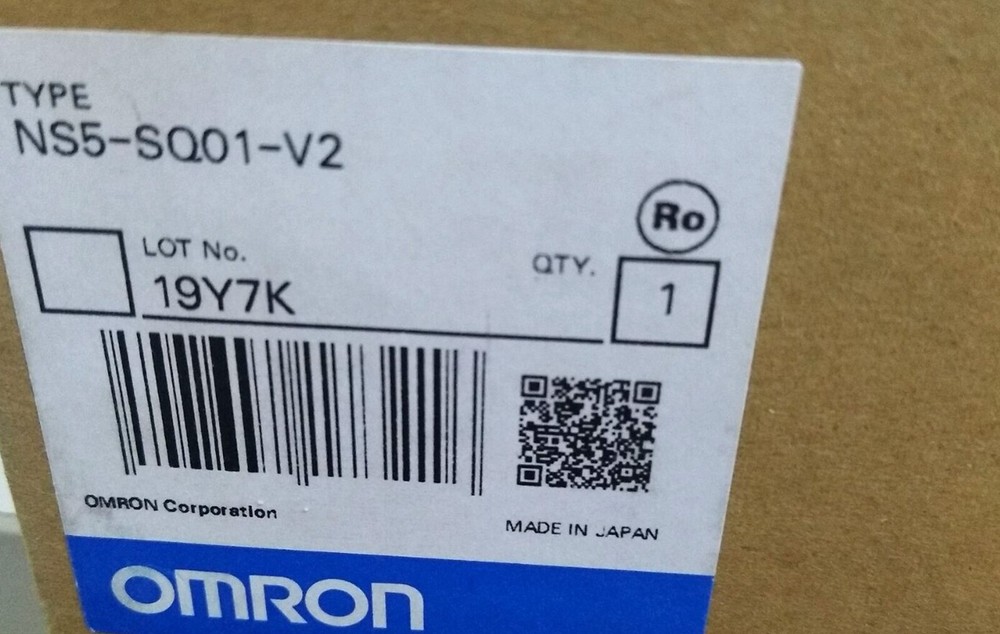 TYPE
NS5-SQ01-V2
Ro
LOT No.
QTY.
19Y7K
1
OMRON Corporation
MADE IN JAPAN
OMRON